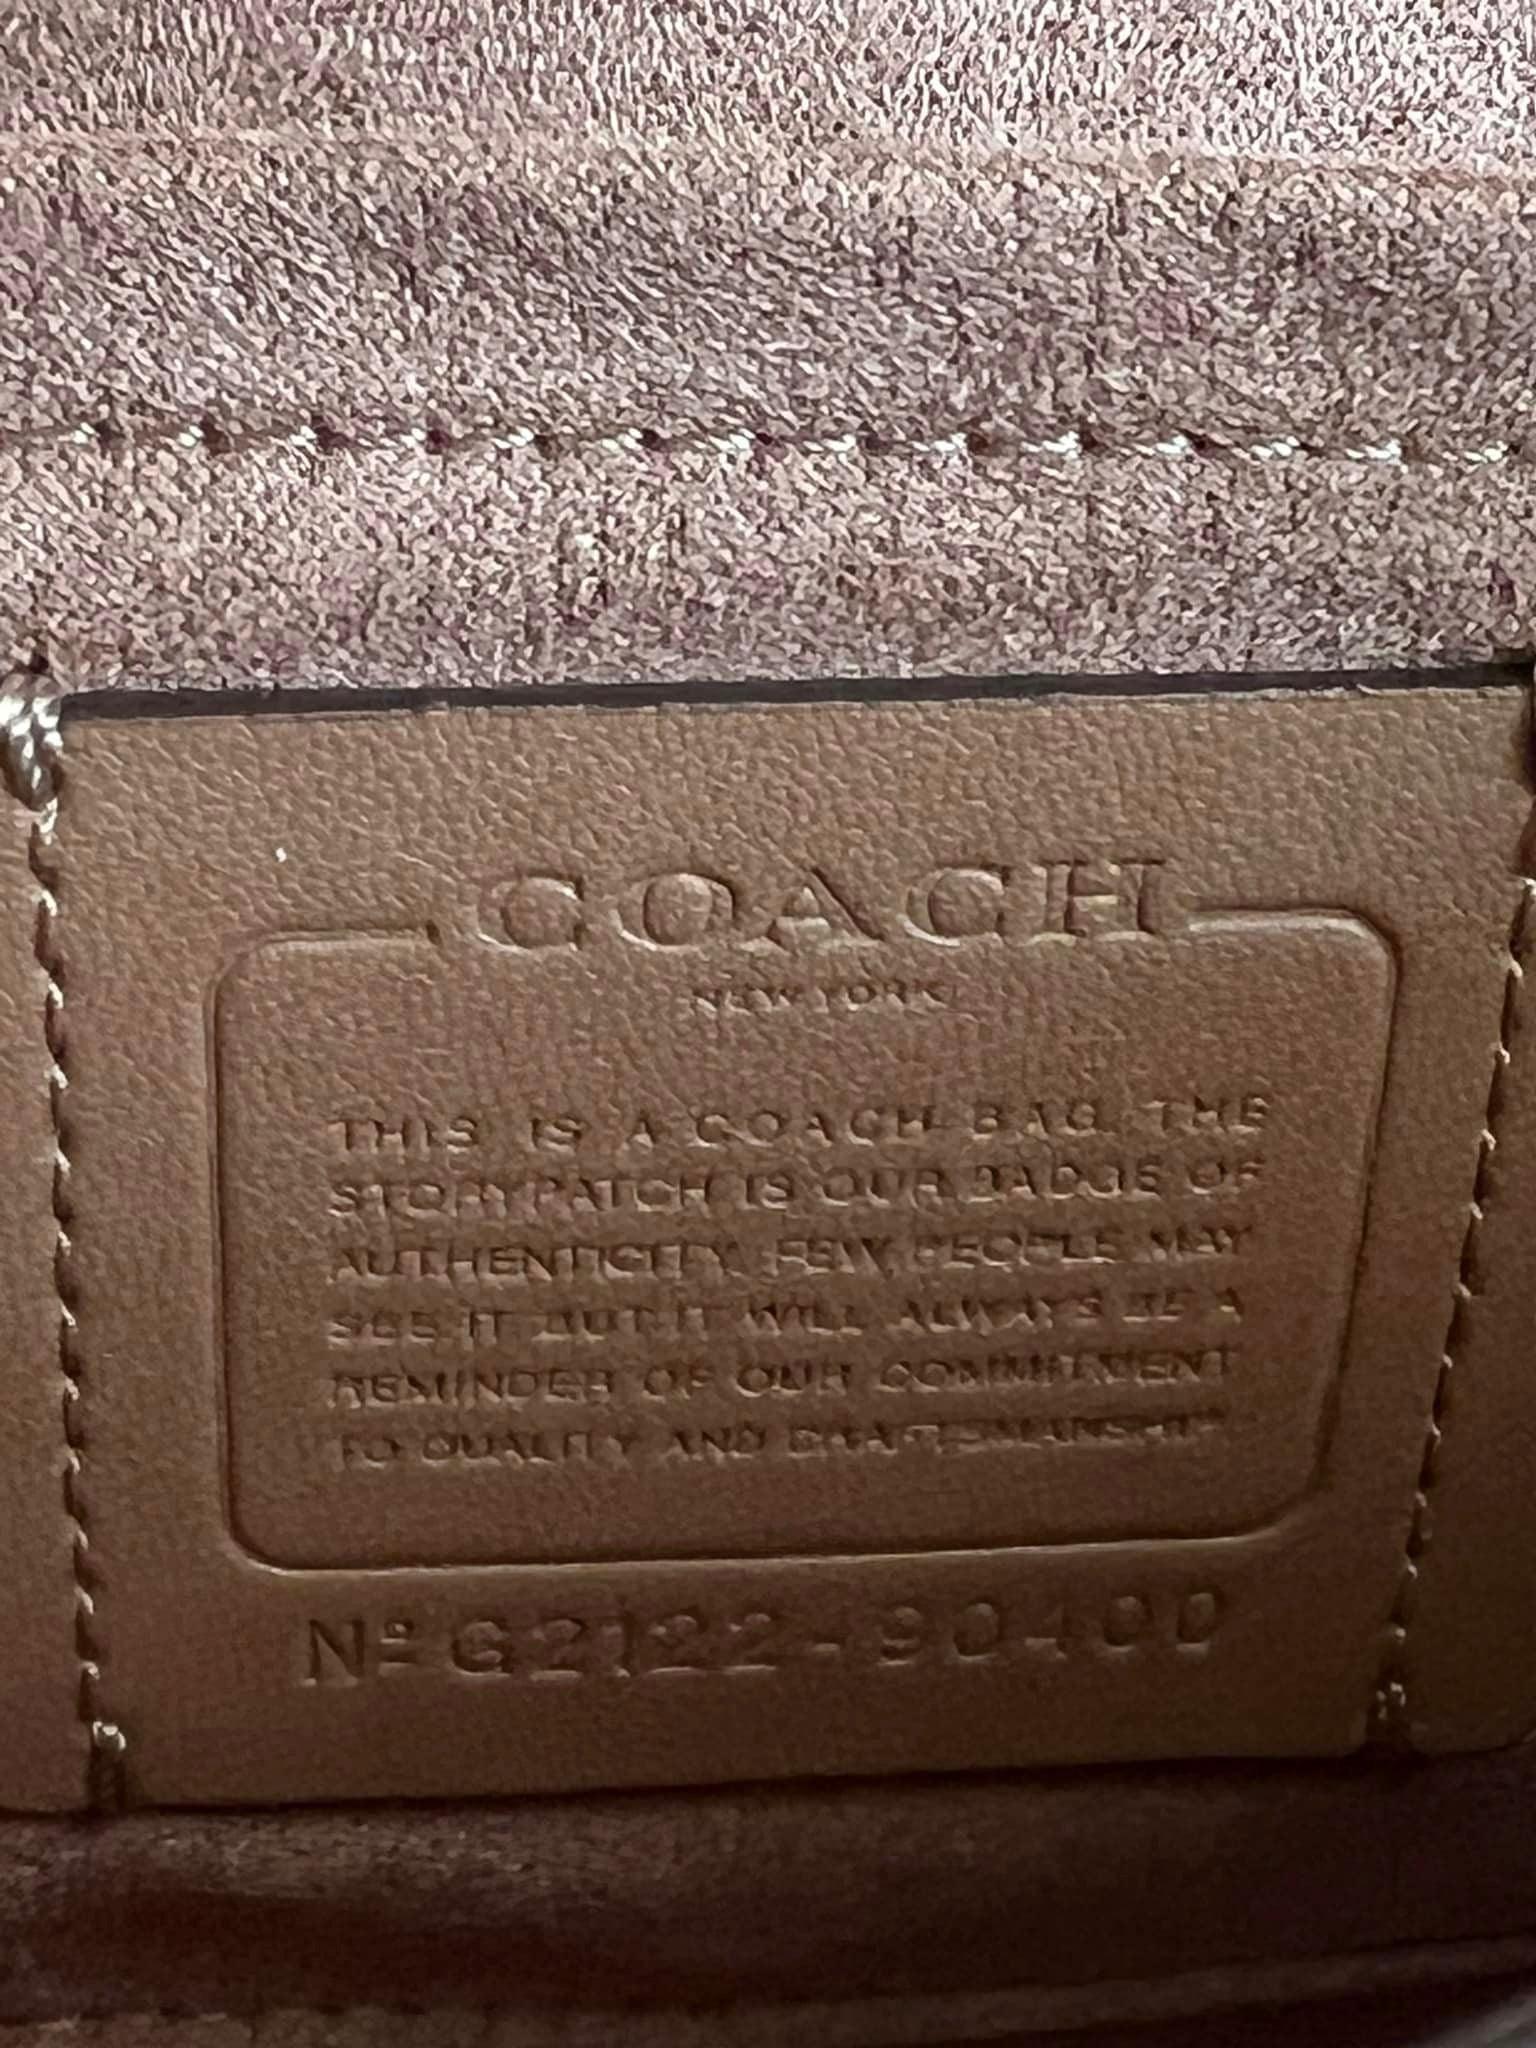 COACH
NEW YORK
THIS IS A COACH BAG. THE
STORYPATCH IS OUR BADGE OF
AUTHENTICITY. FEW PEOPLE MAY
SEE IT BUT IT WILL ALWAYS BE A
REMINDER OF OUR COMMITMENT
TO QUALITY AND CRAFTSMANSHIP.
Nº G2122-90400